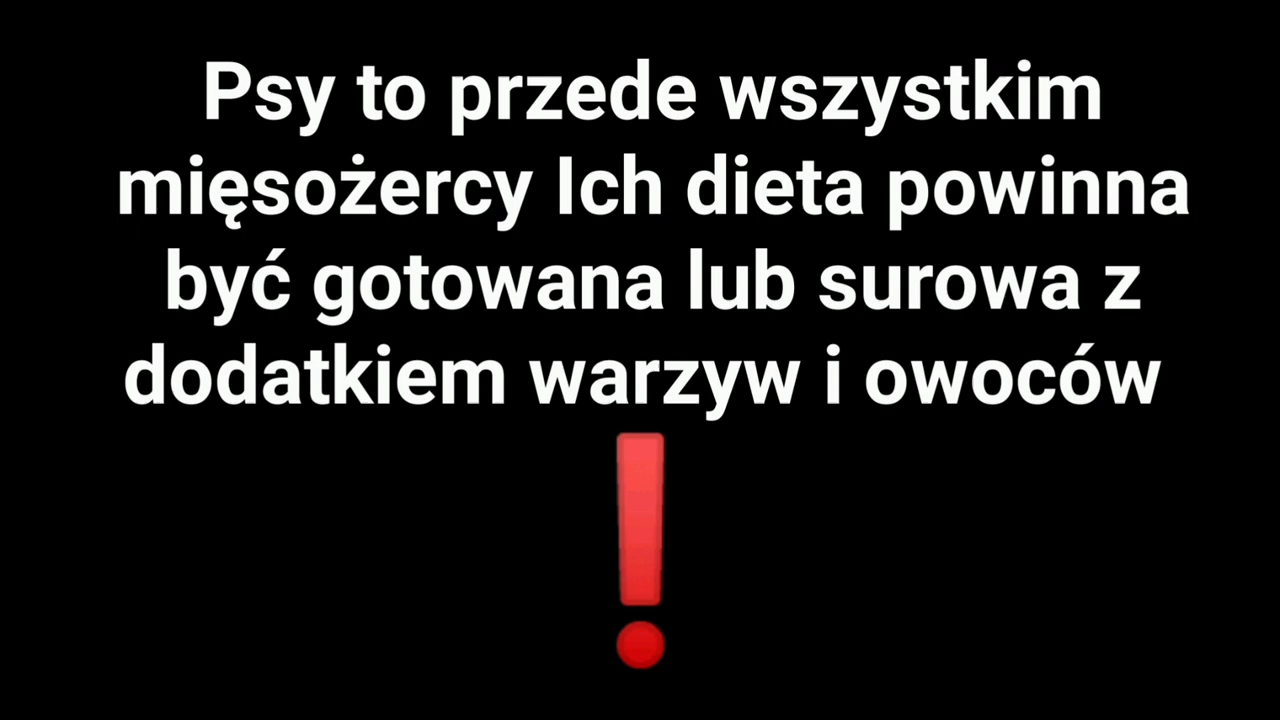 Psy to przede wszystkim
mięsożercy Ich dieta powinna
być gotowana lub surowa z
dodatkiem warzyw i owoców
❗